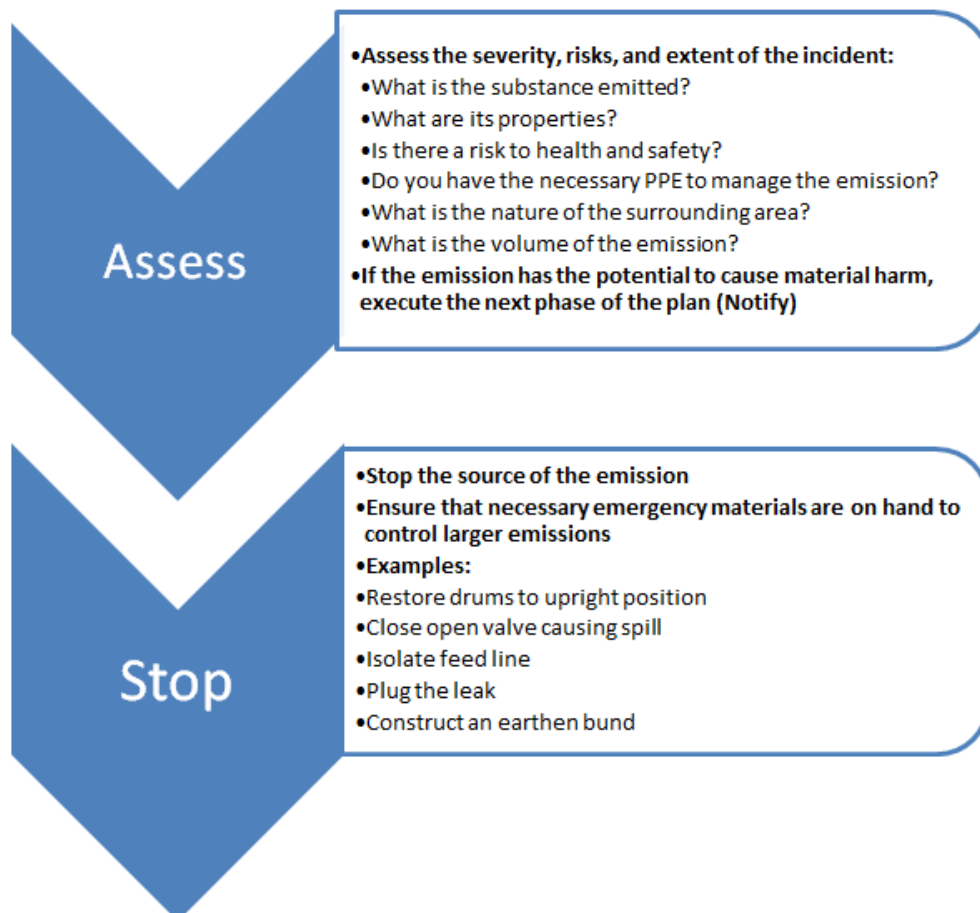 Assess
•Assess the severity, risks, and extent of the incident:
•What is the substance emitted?
•What are its properties?
•Is there a risk to health and safety?
•Do you have the necessary PPE to manage the emission?
•What is the nature of the surrounding area?
•What is the volume of the emission?
•If the emission has the potential to cause material harm,
execute the next phase of the plan (Notify)
Stop
•Stop the source of the emission
•Ensure that necessary emergency materials are on hand to
control larger emissions
•Examples:
•Restore drums to upright position
•Close open valve causing spill
•Isolate feed line
•Plug the leak
•Construct an earthen bund